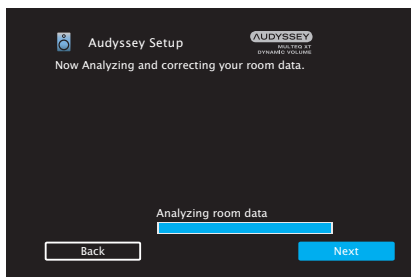 Audyssey Setup
AUDYSSEY
MULTEQ XT
DYNAMIC VOLUME
Now Analyzing and correcting your room data.
Analyzing room data
Back
Next